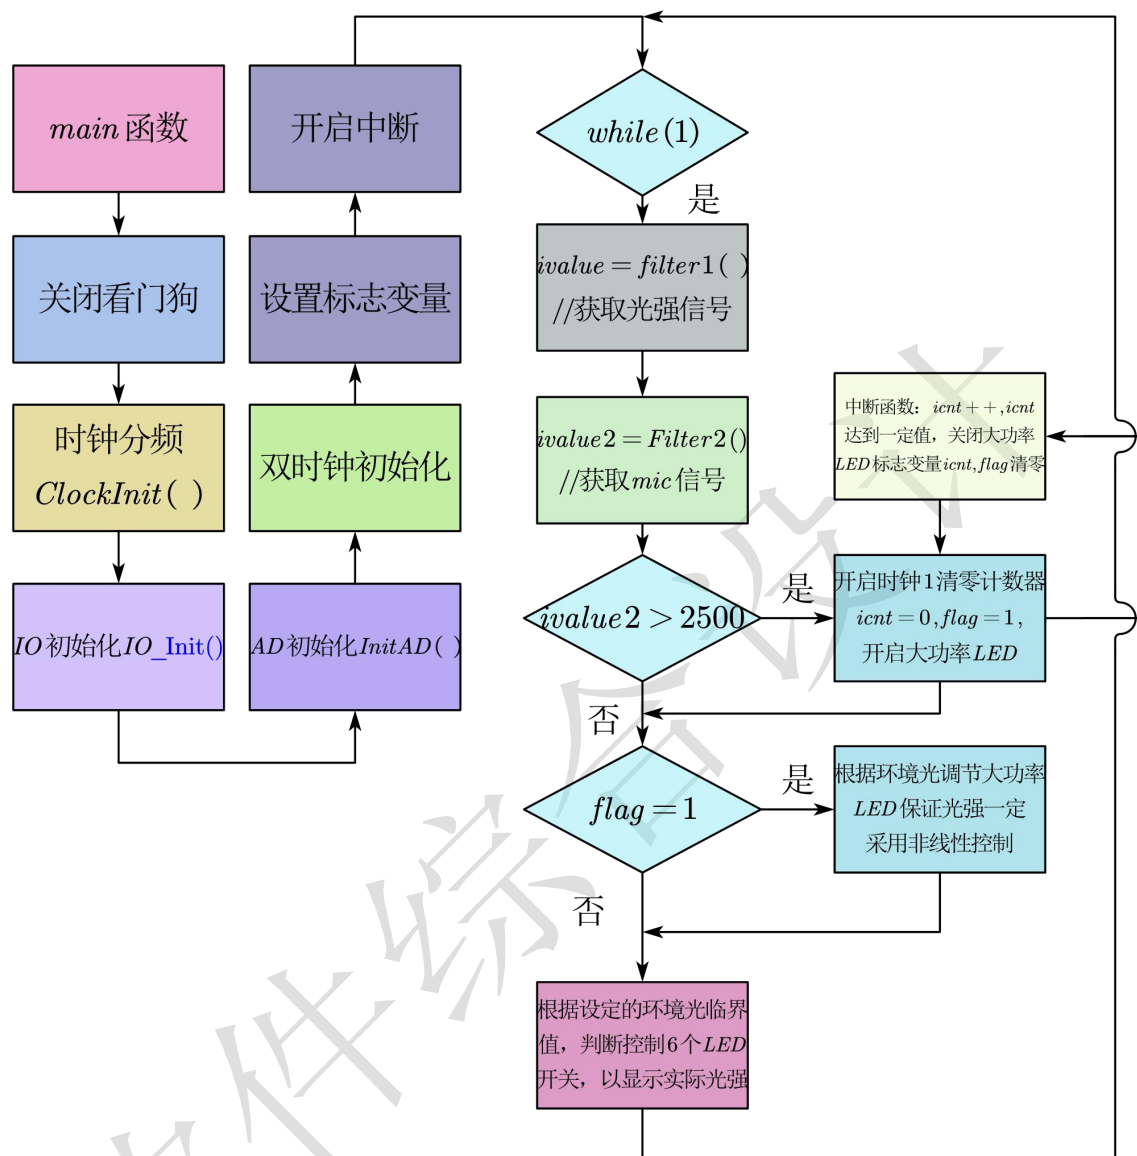 main函数
关闭看门狗
时钟分频
ClockInit( )
IO初始化IO_Init()
AD初始化InitAD( )
双时钟初始化
设置标志变量
开启中断
while(1)
是
ivalue=filter1( )
//获取光强信号
ivalue2=Filter2()
//获取mic信号
ivalue2>2500
是
否
中断函数：icnt++,icnt
达到一定值，关闭大功率
LED标志变量icnt,flag清零
开启时钟1清零计数器
icnt=0,flag=1,
开启大功率LED
flag=1
是
否
根据环境光调节大功率
LED保证光强一定
采用非线性控制
根据设定的环境光临界
值，判断控制6个LED
开关，以显示实际光强
件综合设计